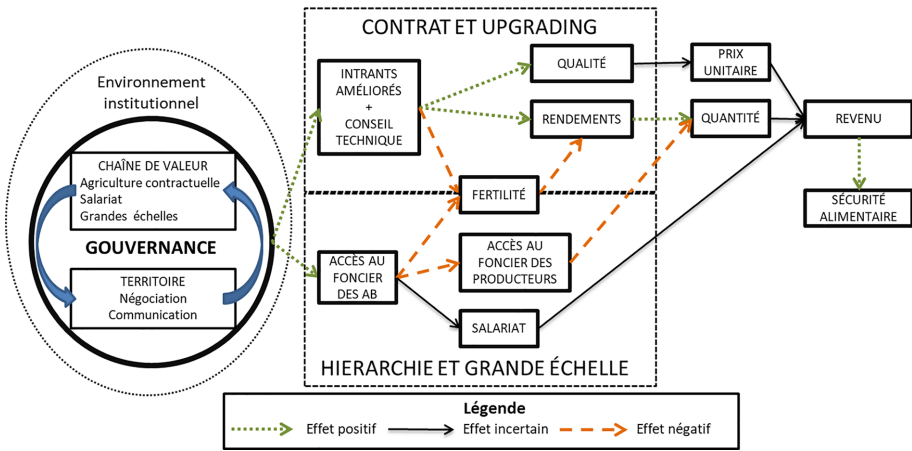 CONTRAT ET UPGRADING
Environnement
institutionnel
CHAÎNE DE VALEUR
Agriculture contractuelle
Salariat
Grandes échelles
GOUVERNANCE
TERRITOIRE
Négociation
Communication
INTRANTS
AMÉLIORÉS
+
CONSEIL
TECHNIQUE
QUALITÉ
RENDEMENTS
FERTILITÉ
ACCÈS AU
FONCIER
DES AB
ACCÈS AU
FONCIER DES
PRODUCTEURS
SALARIAT
HIERARCHIE ET GRANDE ÉCHELLE
PRIX
UNITAIRE
QUANTITÉ
REVENU
SÉCURITÉ
ALIMENTAIRE
Légende
Effet positif
Effet incertain
Effet négatif